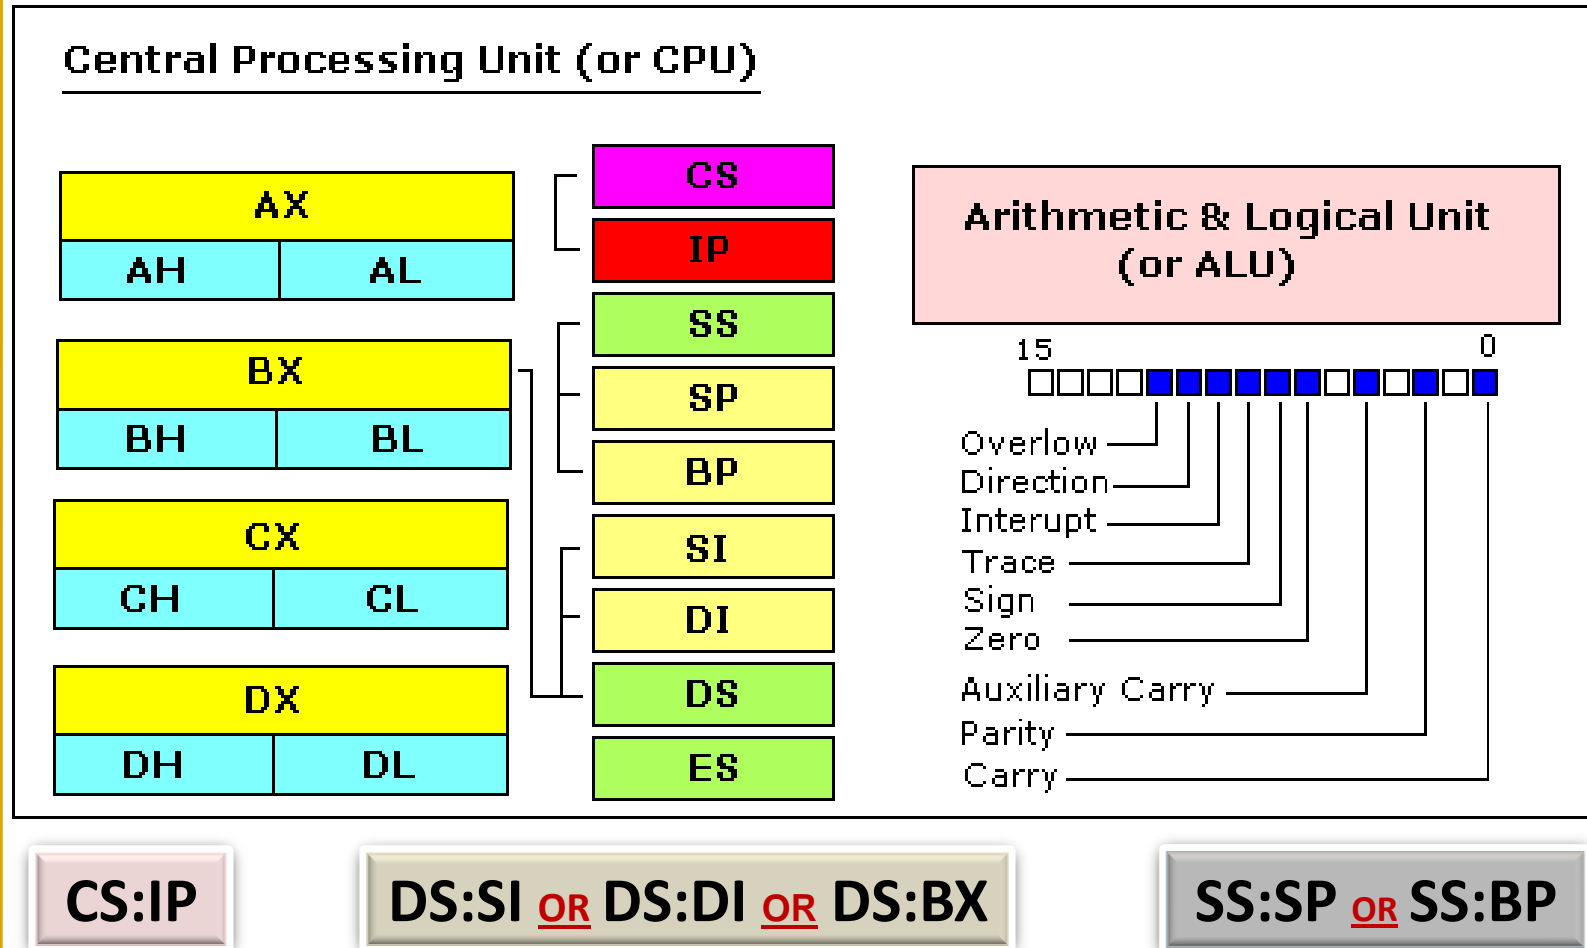 Central Processing Unit (or CPU)
AX
AH AL
BX
BH BL
CX
CH CL
DX
DH DL
CS
IP
SS
SP
BP
SI
DI
DS
ES
Arithmetic & Logical Unit
(or ALU)
15 0
Overlow
Direction
Interupt
Trace
Sign
Zero
Auxiliary Carry
Parity
Carry
CS:IP
DS:SI OR DS:DI OR DS:BX
SS:SP OR SS:BP